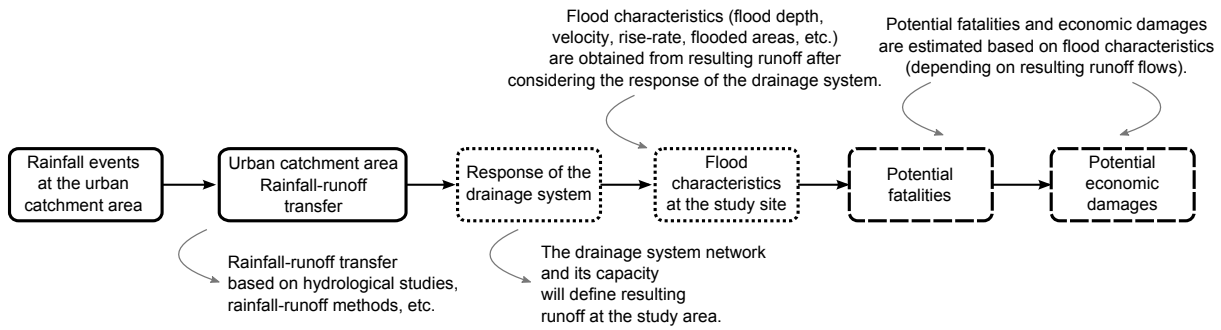 Flood characteristics (flood depth,
velocity, rise-rate, flooded areas, etc.)
are obtained from resulting runoff after
considering the response of the drainage system.
Potential fatalities and economic damages
are estimated based on flood characteristics
(depending on resulting runoff flows).
Rainfall events
at the urban
catchment area
Urban catchment area
Rainfall-runoff
transfer
Response of the
drainage system
Flood
characteristics
at the study site
Potential
fatalities
Potential
economic
damages
Rainfall-runoff transfer
based on hydrological studies,
rainfall-runoff methods, etc.
The drainage system network
and its capacity
will define resulting
runoff at the study area.